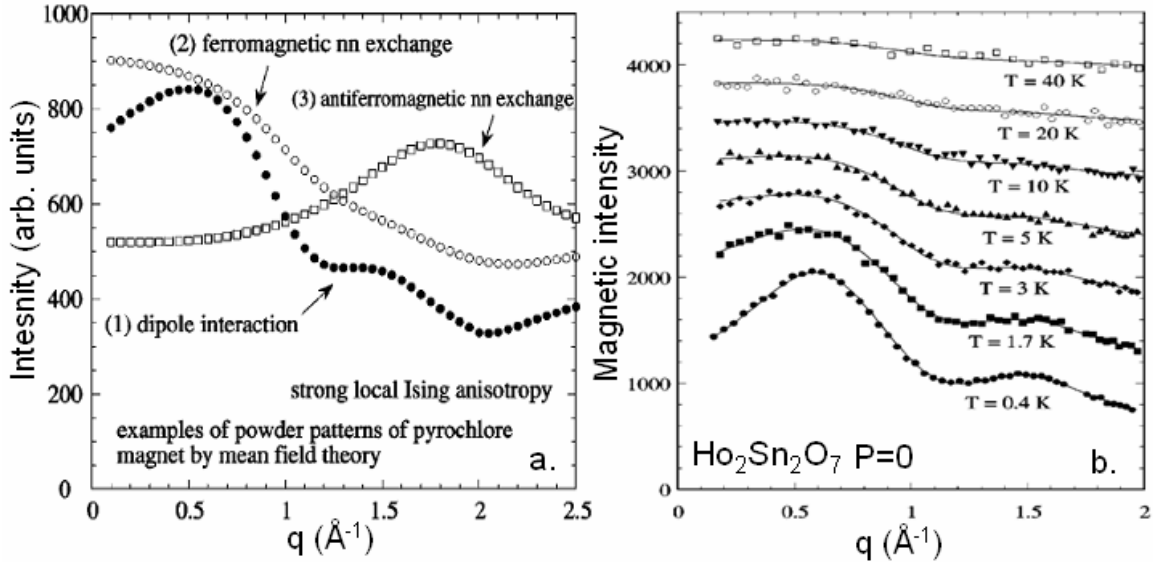 1000
800
600
400
200
0
Intesnity (arb. units)
(2) ferromagnetic nn exchange
(3) antiferromagnetic nn exchange
(1) dipole interaction
strong local Ising anisotropy
examples of powder patterns of pyrochlore
magnet by mean field theory
a.
0 0.5 1 1.5 2 2.5
q (Å⁻¹)
4000
3000
2000
1000
0
Magnetic intensity
T = 40 K
T = 20 K
T = 10 K
T = 5 K
T = 3 K
T = 1.7 K
T = 0.4 K
Ho₂Sn₂O₇ P=0
b.
0 0.5 1 1.5 2
q (Å⁻¹)